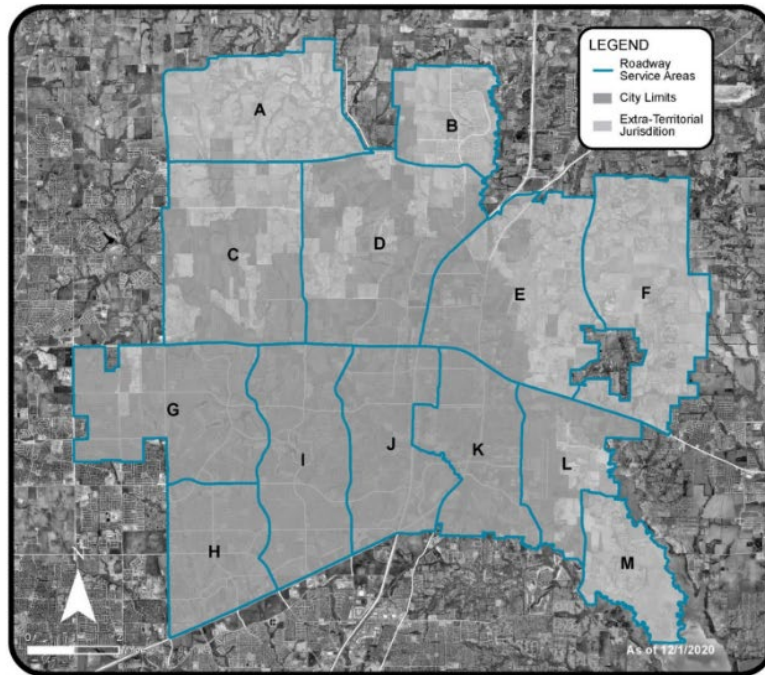 LEGEND
Roadway
Service Areas
City Limits
Extra-Territorial
Jurisdition
A
B
C
D
E
F
G
I
J
K
L
H
M
N
0
2
As of 12/1/2020